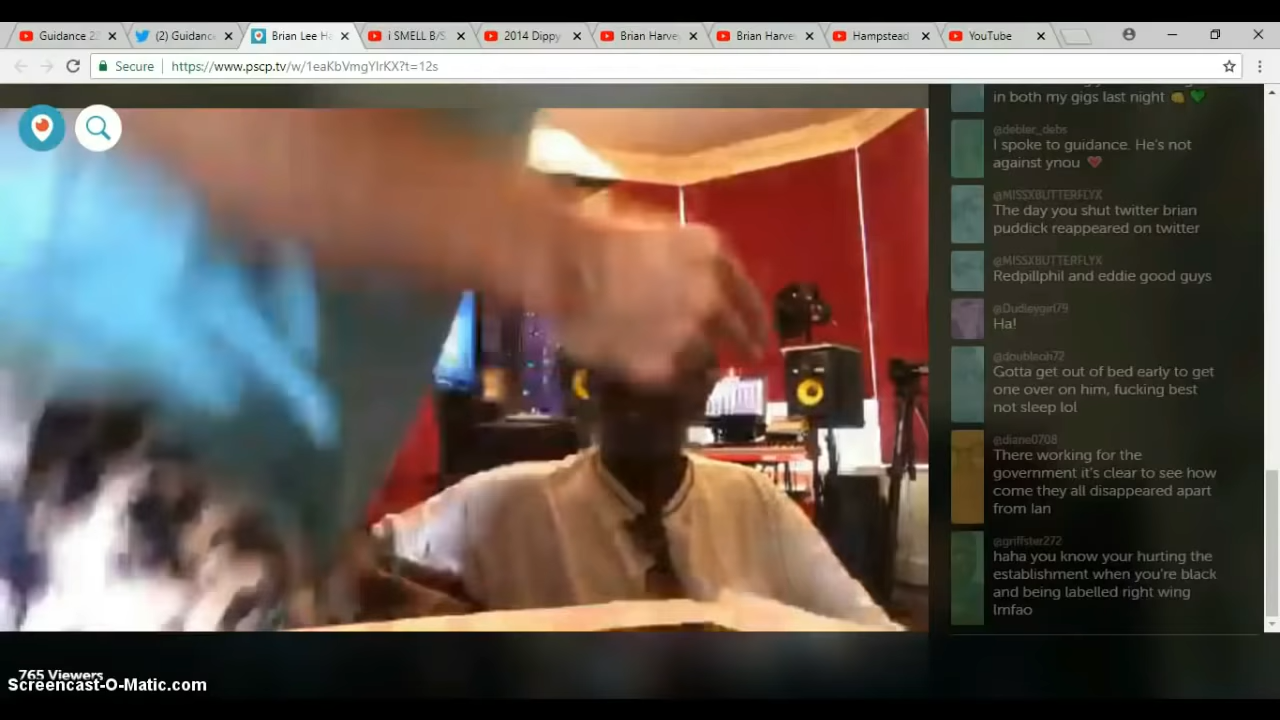 Guidance 2
(2) Guidanc
Brian Lee Ha
i SMELL B/S
2014 Dippy
Brian Harve
Brian Harve
Hampstead
YouTube
Secure
https://www.pscp.tv/w/1eaKbVmgYlrKX?t=12s
in both my gigs last night
@debler_debs
I spoke to guidance. He's not
against ynou ❤
@MISSXBUTTERFLYX
The day you shut twitter brian
puddick reappeared on twitter
@MISSXBUTTERFLYX
Redpillphil and eddie good guys
@Dudleygirl79
Ha!
@doubleoh72
Gotta get out of bed early to get
one over on him, fucking best
not sleep lol
@diane0708
There working for the
government it's clear to see how
come they all disappeared apart
from Ian
@griffster272
haha you know your hurting the
establishment when you're black
and being labelled right wing
lmfao
765 Viewers
Screencast-O-Matic.com